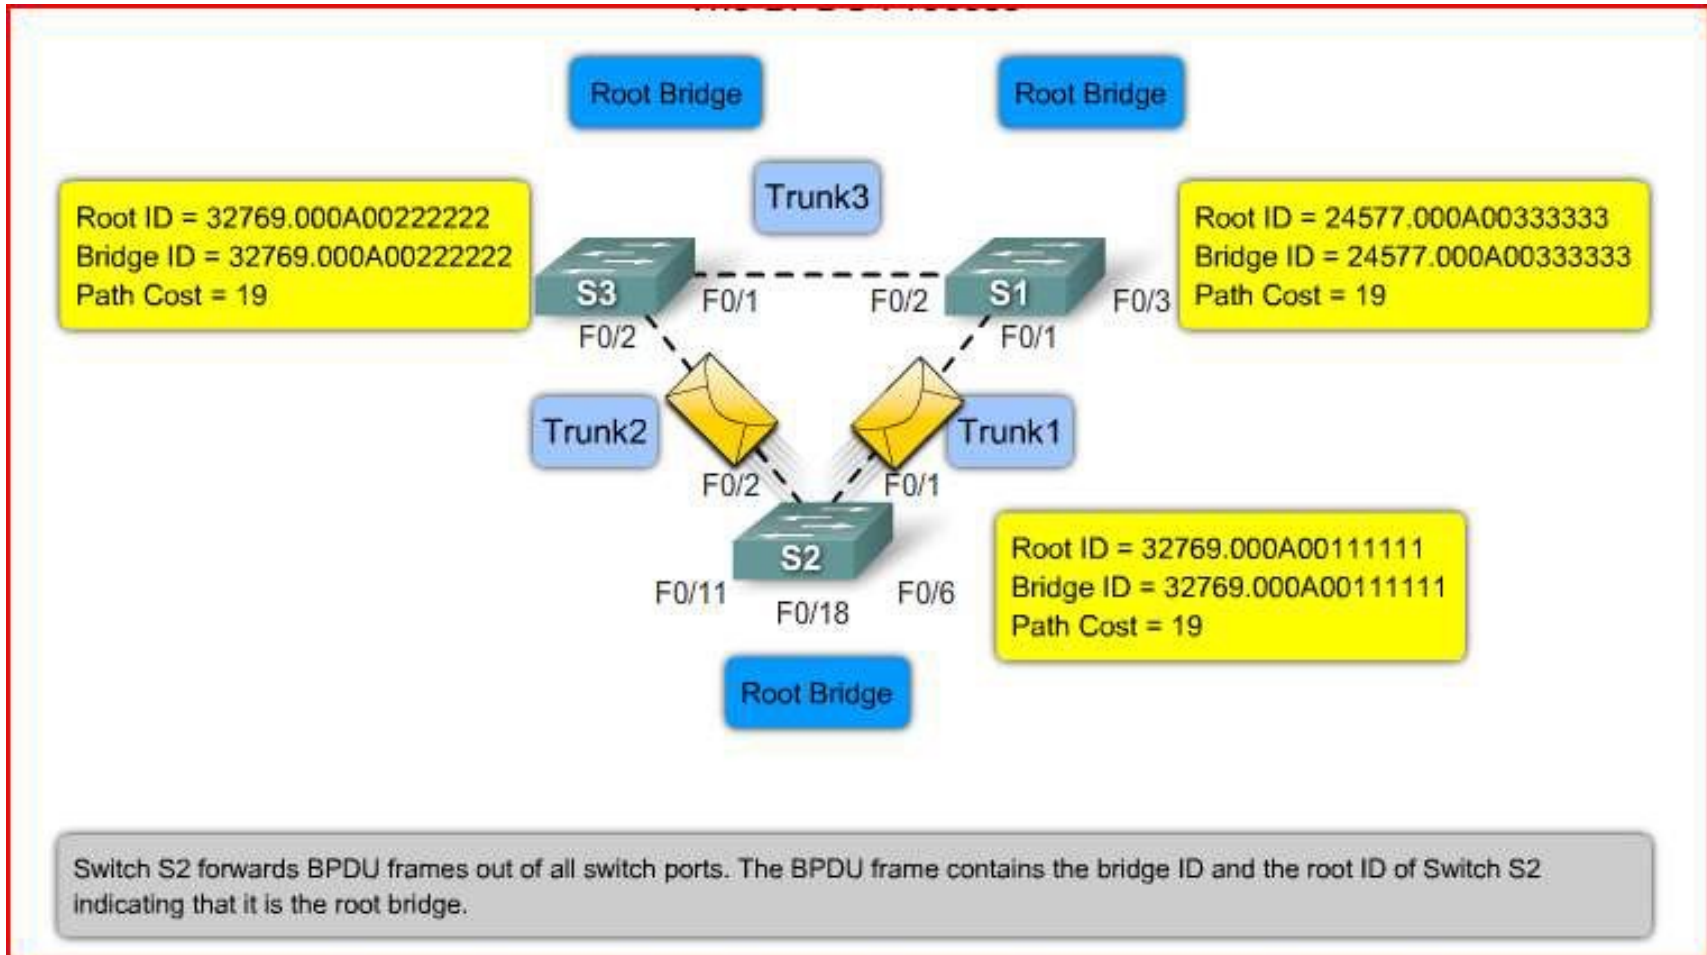 Root Bridge
Root Bridge
Trunk3
Root ID = 32769.000A00222222
Bridge ID = 32769.000A00222222
Path Cost = 19
Root ID = 24577.000A00333333
Bridge ID = 24577.000A00333333
Path Cost = 19
S3
F0/1
F0/2
S1
F0/3
F0/2
F0/1
Trunk2
Trunk1
F0/2
F0/1
S2
F0/11
F0/18
F0/6
Root ID = 32769.000A00111111
Bridge ID = 32769.000A00111111
Path Cost = 19
Root Bridge
Switch S2 forwards BPDU frames out of all switch ports. The BPDU frame contains the bridge ID and the root ID of Switch S2
indicating that it is the root bridge.